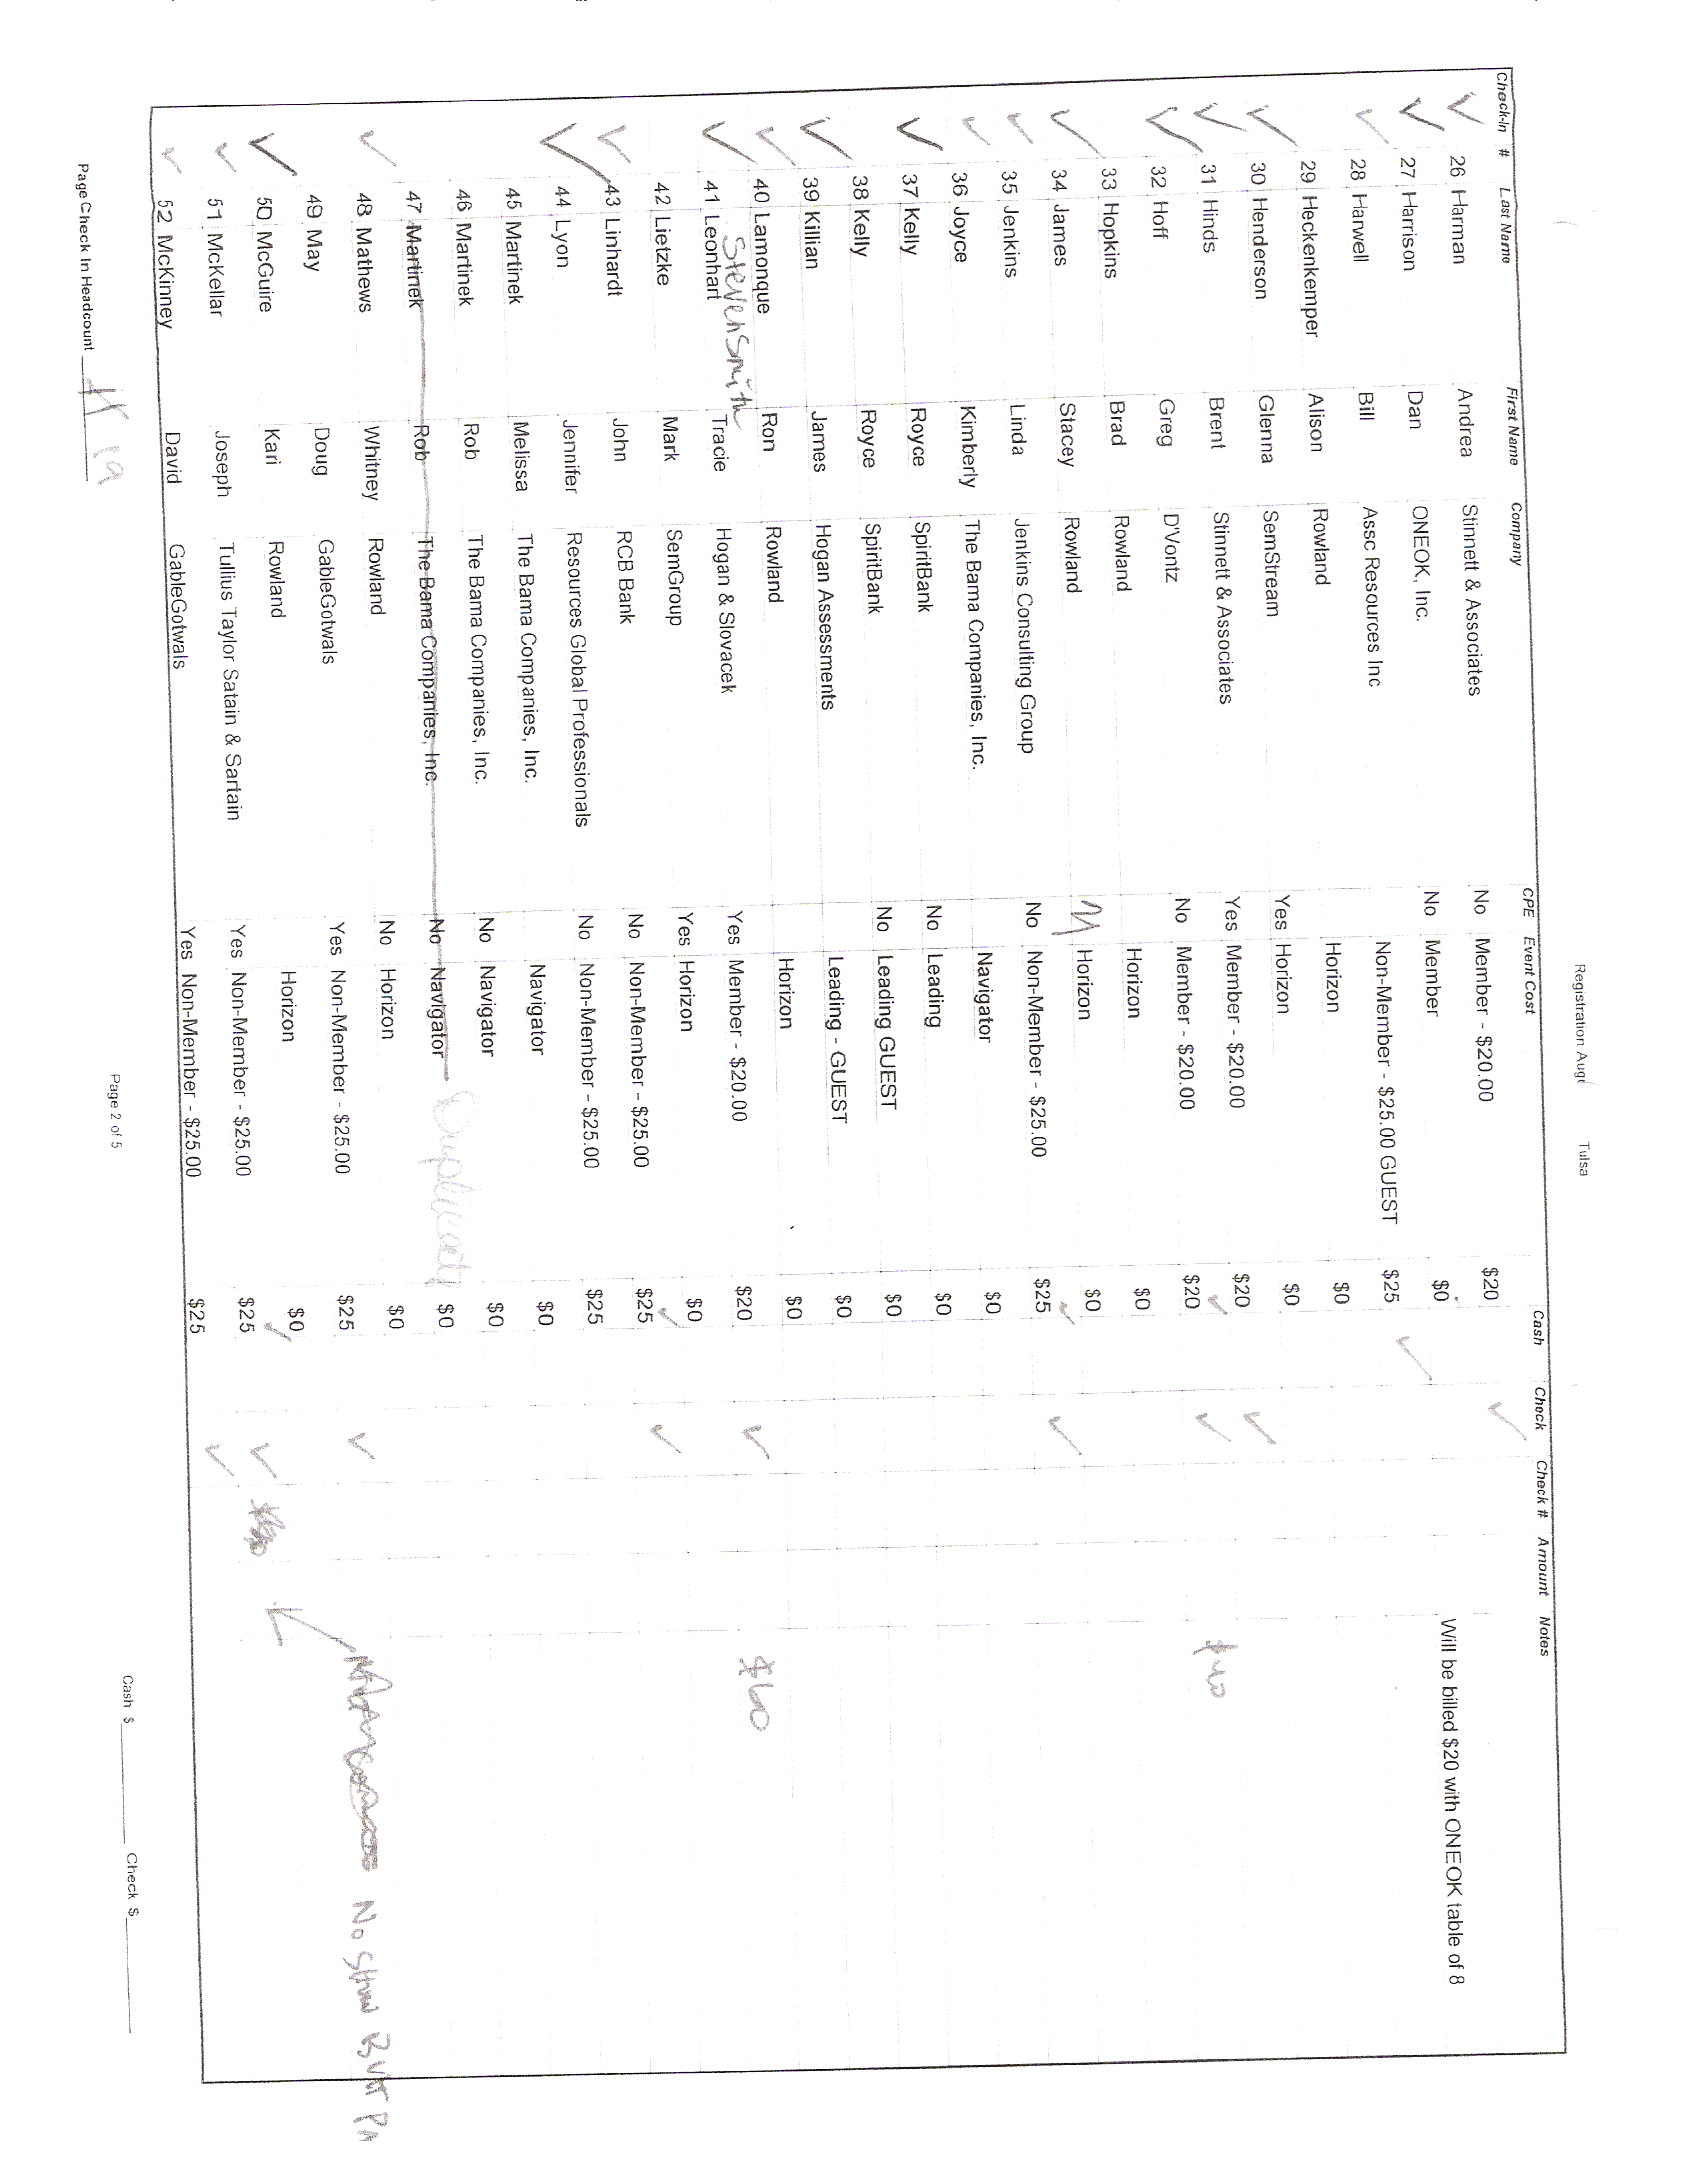 Registration Augu Tulsa
Check-In # Last Name First Name Company CPE Event Cost Cash Check Check # Amount Notes
26 Harman Andrea Stinnett & Associates No Member - $20.00 $20
27 Harrison Dan ONEOK, Inc. No Member $0 Will be billed $20 with ONEOK table of 8
28 Harwell Bill Assc Resources Inc Non-Member - $25.00 GUEST $25
29 Heckenkemper Alison Rowland Horizon $0
30 Henderson Glenna SemStream Yes Horizon $0
31 Hinds Brent Stinnett & Associates Yes Member - $20.00 $20 $40
32 Hoff Greg D'Vontz No Member - $20.00 $20
33 Hopkins Brad Rowland Horizon $0
34 James Stacey Rowland Horizon $0
35 Jenkins Linda Jenkins Consulting Group No Non-Member - $25.00 $25
36 Joyce Kimberly The Bama Companies, Inc. Navigator $0
37 Kelly Royce SpiritBank No Leading $0
38 Kelly Royce SpiritBank No Leading GUEST $0
39 Killian James Hogan Assessments Leading - GUEST $0
40 Lamonque Ron Rowland Horizon $0
Steven Smith
41 Leonhart Tracie Hogan & Slovacek Yes Member - $20.00 $20 $60
42 Lietzke Mark SemGroup Yes Horizon $0
43 Linhardt John RCB Bank No Non-Member - $25.00 $25
44 Lyon Jennifer Resources Global Professionals No Non-Member - $25.00 $25
45 Martinek Melissa The Bama Companies, Inc. Navigator $0
46 Martinek Rob The Bama Companies, Inc. No Navigator $0
47 Martinek Rob The Bama Companies, Inc. No Navigator Duplicate $0
48 Mathews Whitney Rowland No Horizon $0
49 May Doug GableGotwals Yes Non-Member - $25.00 $25 No SHOW BUT PA
50 McGuire Kari Rowland Horizon $0
51 McKellar Joseph Tullius Taylor Satain & Sartain Yes Non-Member - $25.00 $25
52 McKinney David GableGotwals Yes Non-Member - $25.00 $25
Page Check In Headcount 19
Page 2 of 5
Cash $ Check $